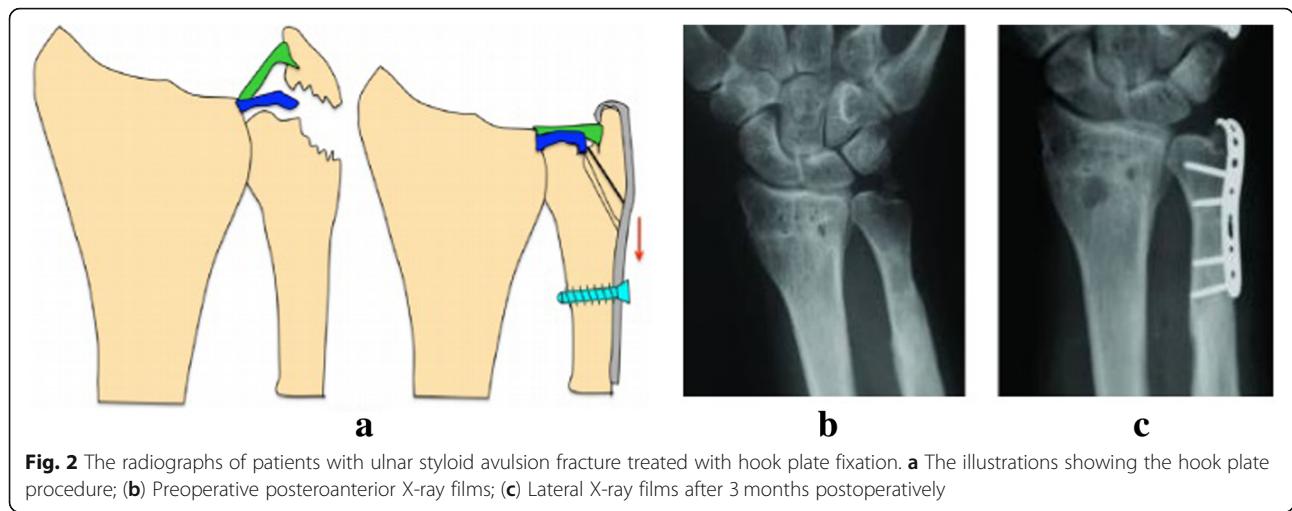 a
b
c
Fig. 2 The radiographs of patients with ulnar styloid avulsion fracture treated with hook plate fixation. a The illustrations showing the hook plate
procedure; (b) Preoperative posteroanterior X-ray films; (c) Lateral X-ray films after 3 months postoperatively